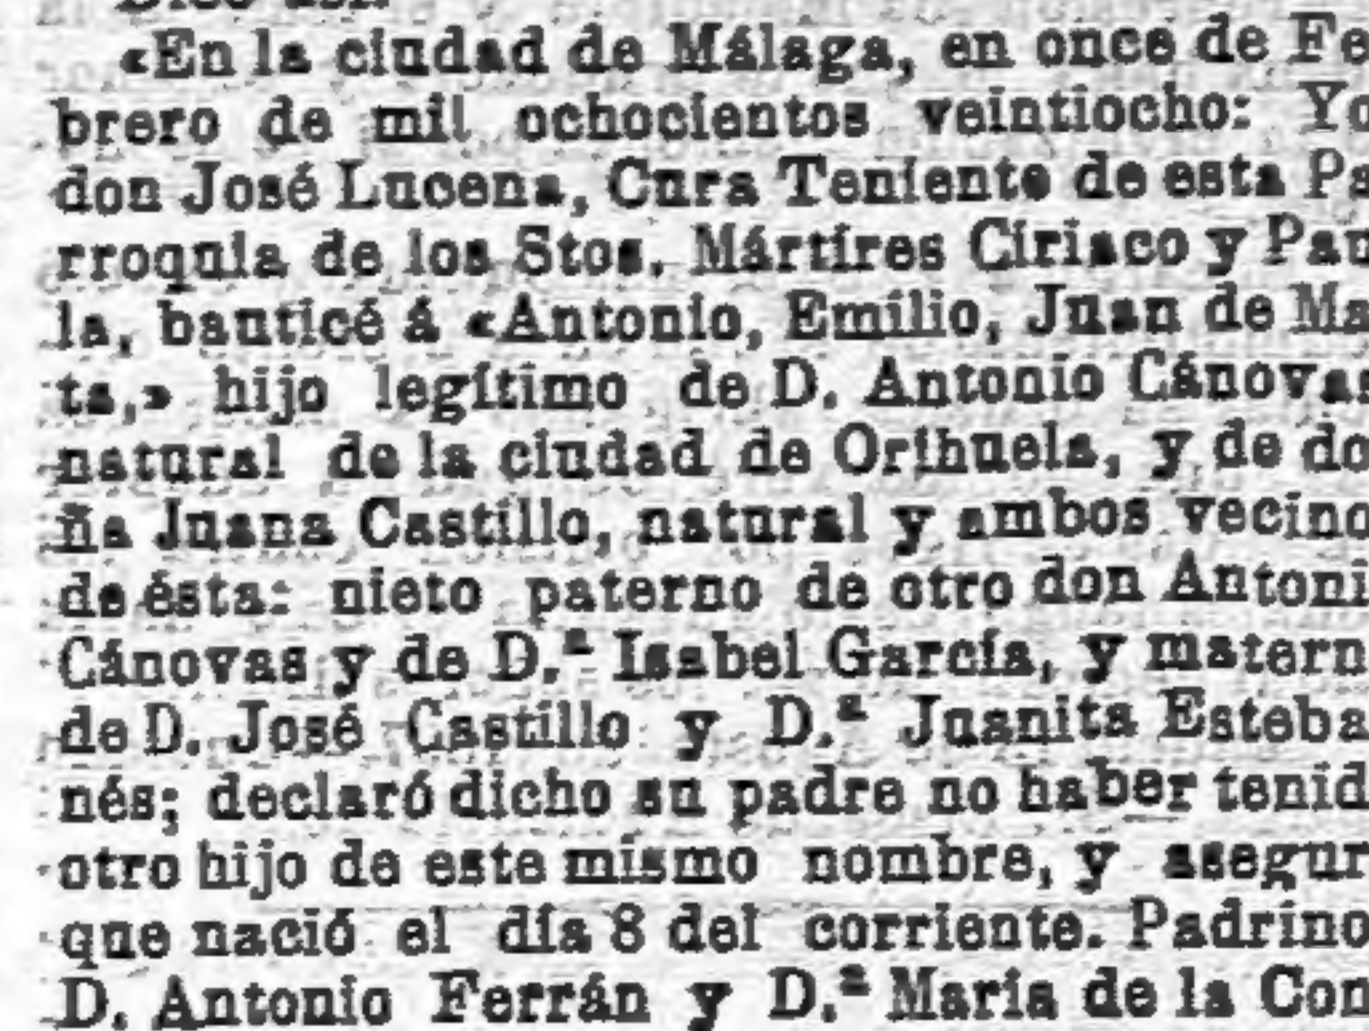 Dice así:
«En la ciudad de Málaga, en once de Fe
brero de mil ochocientos veintiocho: Yo
don José Lucena, Cura Teniente de esta Pa
rroquia de los Stos. Mártires Ciriaco y Pau
la, bauticé á «Antonio, Emilio, Juan de Ma
ta,» hijo legítimo de D. Antonio Cánovas
natural de la ciudad de Orihuela, y de do
ña Juana Castillo, natural y ambos vecino
de ésta: nieto paterno de otro don Antoni
Cánovas y de D.ª Isabel García, y matern
de D. José Castillo y D.ª Juanita Esteba
nés; declaró dicho su padre no haber tenid
otro hijo de este mismo nombre, y asegur
que nació el día 8 del corriente. Padrino
D. Antonio Ferrán y D.ª María de la Con